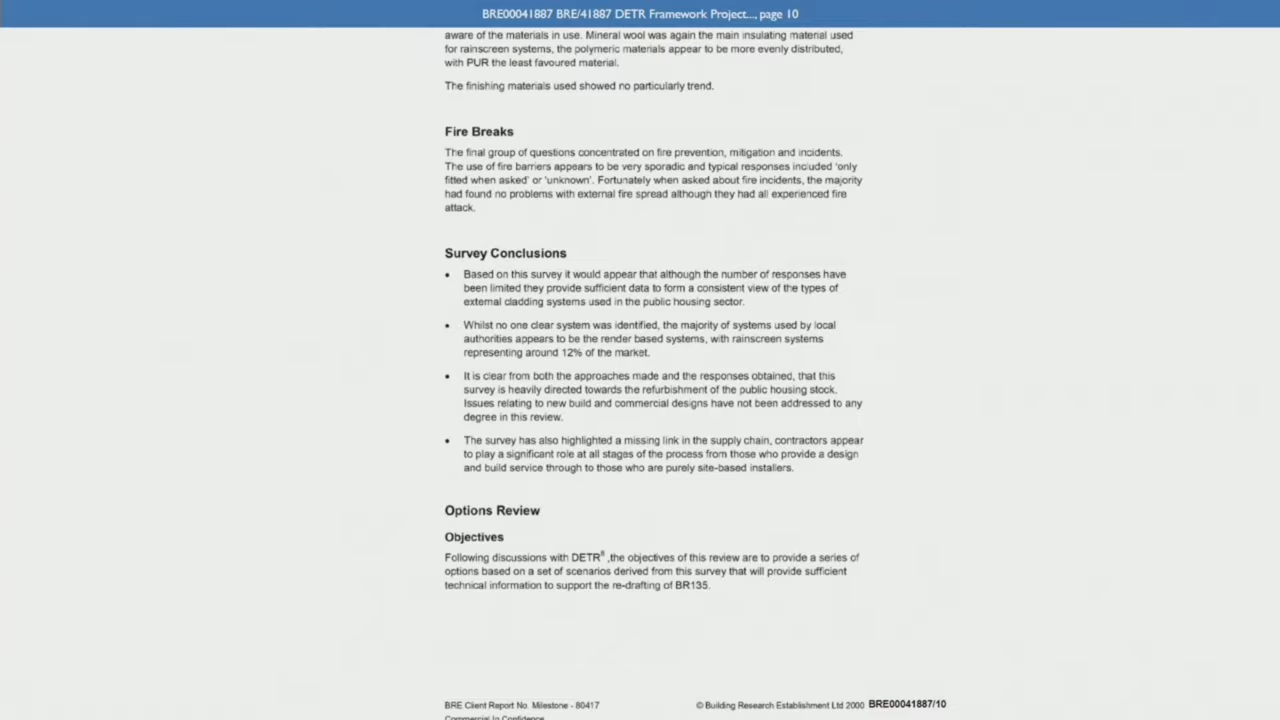 BRE00041887 BRE/41887 DETR Framework Project..., page 10
aware of the materials in use. Mineral wool was again the main insulating material used
for rainscreen systems, the polymeric materials appear to be more evenly distributed,
with PUR the least favoured material.
The finishing materials used showed no particularly trend.
Fire Breaks
The final group of questions concentrated on fire prevention, mitigation and incidents.
The use of fire barriers appears to be very sporadic and typical responses included 'only
fitted when asked' or 'unknown'. Fortunately when asked about fire incidents, the majority
had found no problems with external fire spread although they had all experienced fire
attack.
Survey Conclusions
• Based on this survey it would appear that although the number of responses have
been limited they provide sufficient data to form a consistent view of the types of
external cladding systems used in the public housing sector.
• Whilst no one clear system was identified, the majority of systems used by local
authorities appears to be the render based systems, with rainscreen systems
representing around 12% of the market.
• It is clear from both the approaches made and the responses obtained, that this
survey is heavily directed towards the refurbishment of the public housing stock.
Issues relating to new build and commercial designs have not been addressed to any
degree in this review.
• The survey has also highlighted a missing link in the supply chain, contractors appear
to play a significant role at all stages of the process from those who provide a design
and build service through to those who are purely site-based installers.
Options Review
Objectives
Following discussions with DETR⁸ ,the objectives of this review are to provide a series of
options based on a set of scenarios derived from this survey that will provide sufficient
technical information to support the re-drafting of BR135.
BRE Client Report No. Milestone - 80417 © Building Research Establishment Ltd 2000 BRE00041887/10
Commercial In Confidence